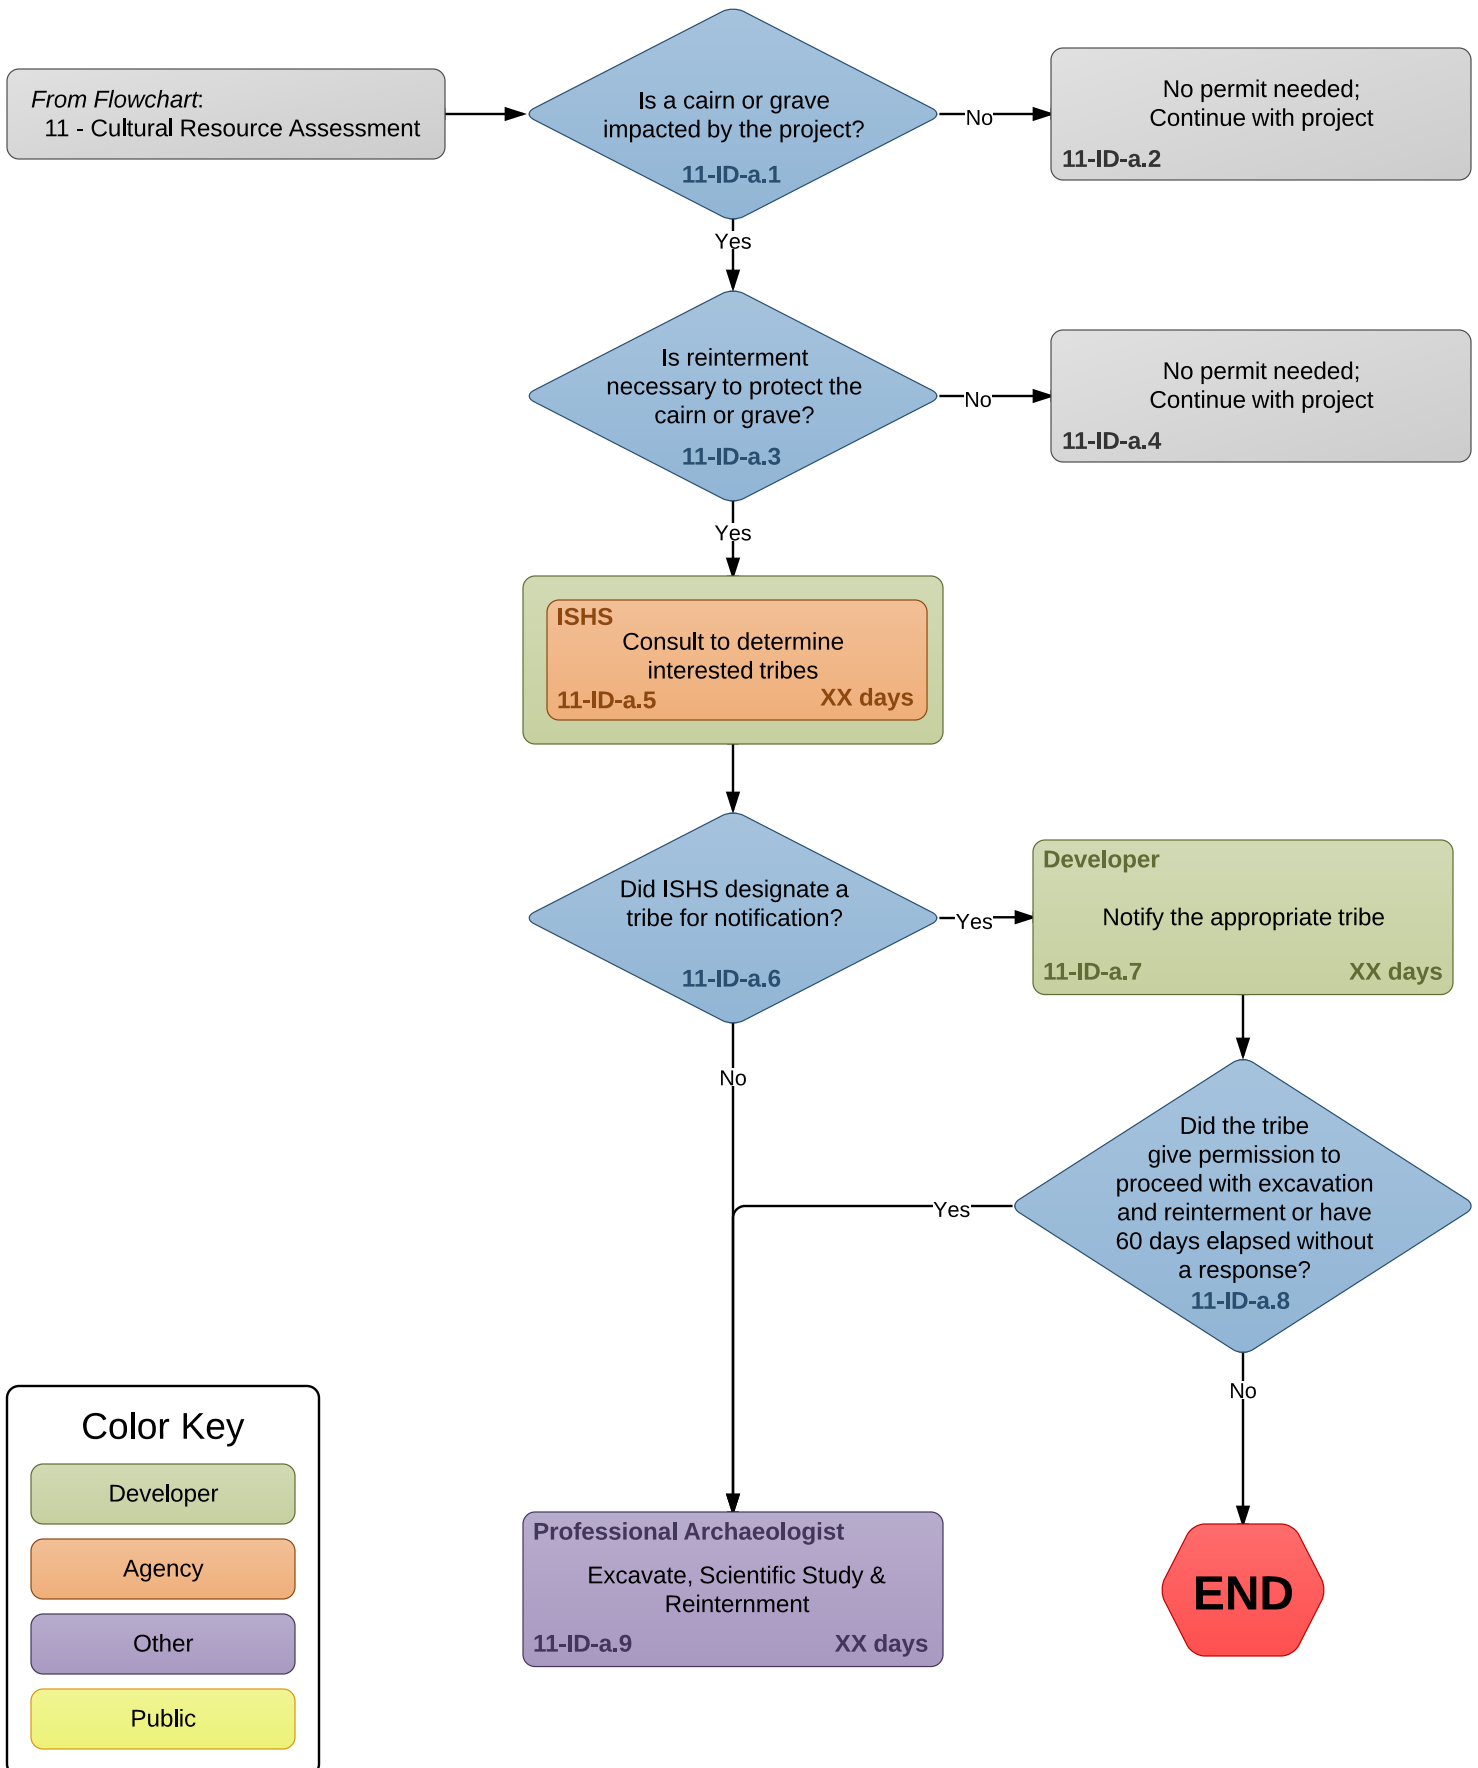 From Flowchart:
11 - Cultural Resource Assessment
Is a cairn or grave
impacted by the project?
11-ID-a.1
No
No permit needed;
Continue with project
11-ID-a.2
Yes
Is reinterment
necessary to protect the
cairn or grave?
11-ID-a.3
No
No permit needed;
Continue with project
11-ID-a.4
Yes
ISHS
Consult to determine
interested tribes
11-ID-a.5
XX days
Did ISHS designate a
tribe for notification?
11-ID-a.6
Yes
Developer
Notify the appropriate tribe
11-ID-a.7
XX days
No
Did the tribe
give permission to
proceed with excavation
and reinterment or have
60 days elapsed without
a response?
11-ID-a.8
Yes
No
Professional Archaeologist
Excavate, Scientific Study &
Reinternment
11-ID-a.9
XX days
END
Color Key
Developer
Agency
Other
Public